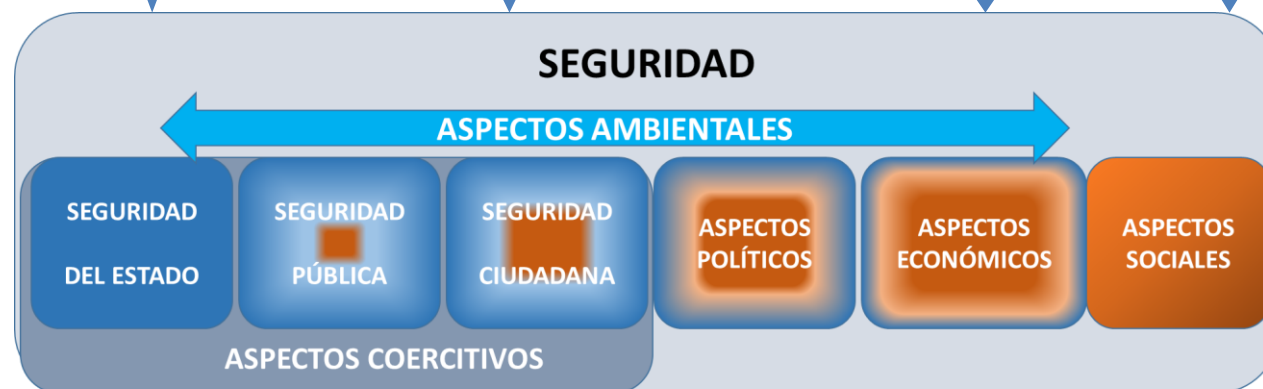 SEGURIDAD
ASPECTOS AMBIENTALES
SEGURIDAD
DEL ESTADO
SEGURIDAD
PÚBLICA
SEGURIDAD
CIUDADANA
ASPECTOS
POLÍTICOS
ASPECTOS
ECONÓMICOS
ASPECTOS
SOCIALES
ASPECTOS COERCITIVOS